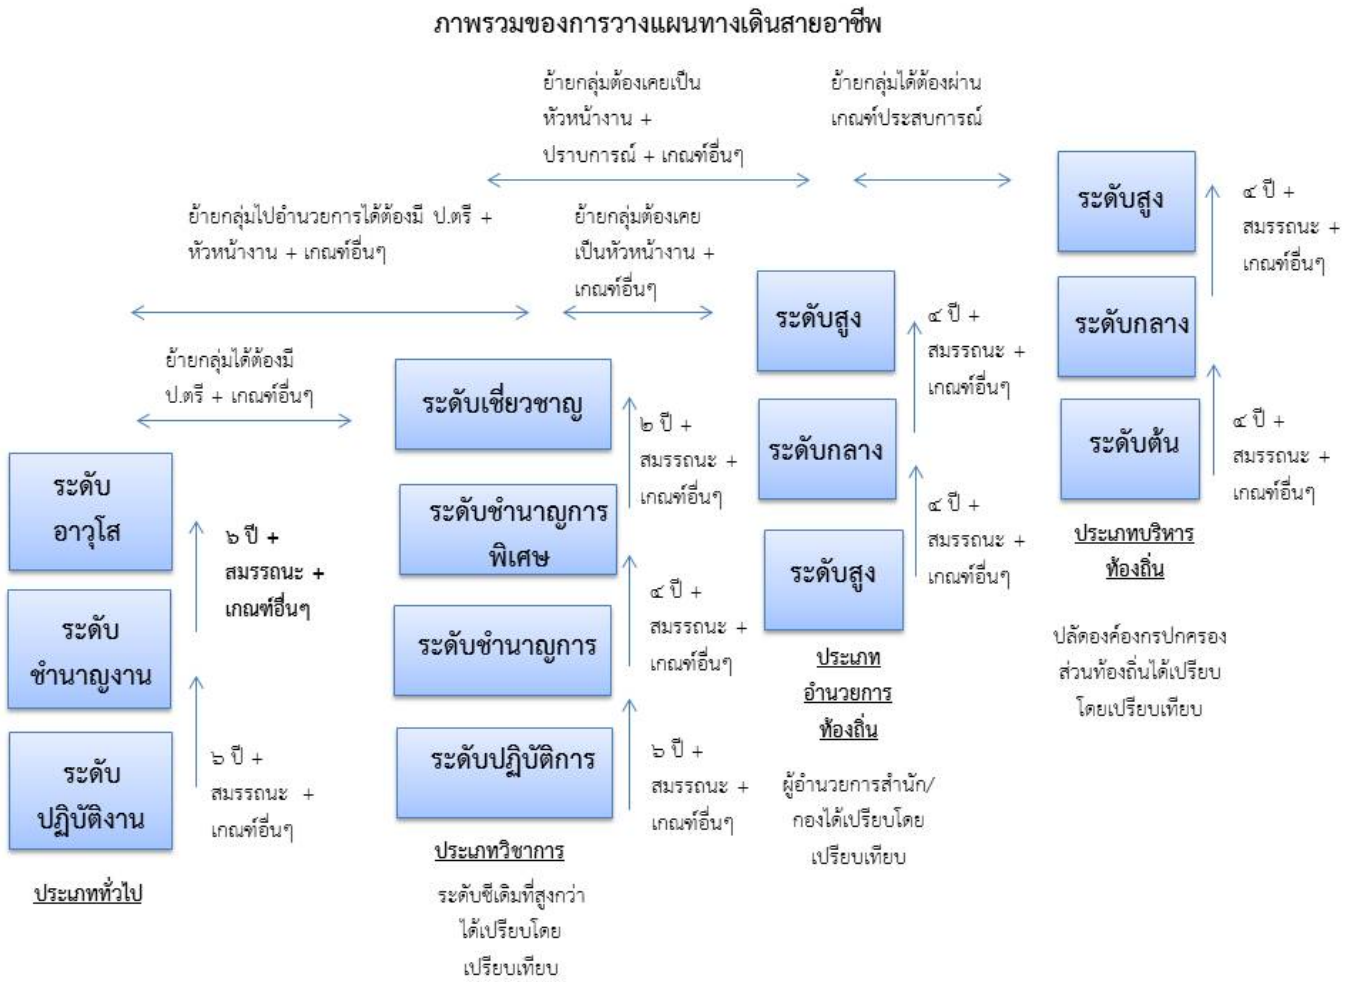 ภาพรวมของการวางแผนทางเดินสายอาชีพ
ย้ายกลุ่มต้องเคยเป็น
หัวหน้างาน +
ปราบการณ์ + เกณฑ์อื่นๆ
ย้ายกลุ่มได้ต้องผ่าน
เกณฑ์ประสบการณ์
ย้ายกลุ่มไปอำนวยการได้ต้องมี ป.ตรี +
หัวหน้างาน + เกณฑ์อื่นๆ
ย้ายกลุ่มต้องเคย
เป็นหัวหน้างาน +
เกณฑ์อื่นๆ
ย้ายกลุ่มได้ต้องมี
ป.ตรี + เกณฑ์อื่นๆ
ระดับ
อาวุโส
๖ ปี +
สมรรถนะ +
เกณฑ์อื่นๆ
ระดับ
ชำนาญงาน
๖ ปี +
สมรรถนะ +
เกณฑ์อื่นๆ
ระดับ
ปฏิบัติงาน
ประเภททั่วไป
ระดับเชี่ยวชาญ
๒ ปี +
สมรรถนะ +
เกณฑ์อื่นๆ
ระดับชำนาญการ
พิเศษ
๔ ปี +
สมรรถนะ +
เกณฑ์อื่นๆ
ระดับชำนาญการ
๖ ปี +
สมรรถนะ +
เกณฑ์อื่นๆ
ระดับปฏิบัติการ
ประเภทวิชาการ
ระดับซีเดิมที่สูงกว่า
ได้เปรียบโดย
เปรียบเทียบ
ระดับสูง
๔ ปี +
สมรรถนะ +
เกณฑ์อื่นๆ
ระดับกลาง
๔ ปี +
สมรรถนะ +
เกณฑ์อื่นๆ
ระดับสูง
ประเภท
อำนวยการ
ท้องถิ่น
ผู้อำนวยการสำนัก/
กองได้เปรียบโดย
เปรียบเทียบ
ระดับสูง
๔ ปี +
สมรรถนะ +
เกณฑ์อื่นๆ
ระดับกลาง
๔ ปี +
สมรรถนะ +
เกณฑ์อื่นๆ
ระดับต้น
ประเภทบริหาร
ท้องถิ่น
ปลัดองค์องกรปกครอง
ส่วนท้องถิ่นได้เปรียบ
โดยเปรียบเทียบ